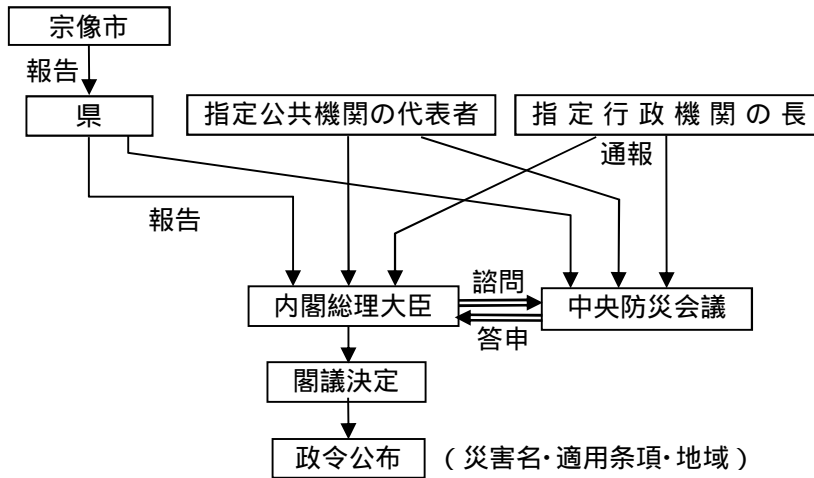 宗像市
報告
県
指定公共機関の代表者
指定行政機関の長
通報
報告
諮問
内閣総理大臣
中央防災会議
答申
閣議決定
政令公布
(災害名・適用条項・地域)